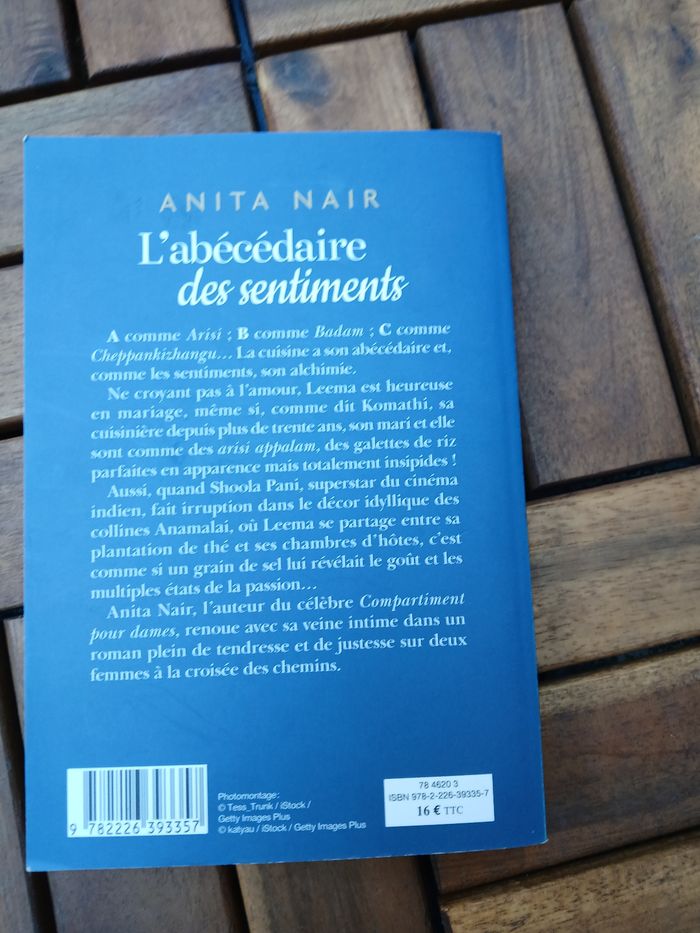 ANITA NAIR
L'abécédaire
des sentiments
A comme Arisi ; B comme Badam ; C comme
Cheppankizhangu... La cuisine a son abécédaire et,
comme les sentiments, son alchimie.
Ne croyant pas à l'amour, Leema est heureuse
en mariage, même si, comme dit Komathi, sa
cuisinière depuis plus de trente ans, son mari et elle
sont comme des arisi appalam, des galettes de riz
parfaites en apparence mais totalement insipides !
Aussi, quand Shoola Pani, superstar du cinéma
indien, fait irruption dans le décor idyllique des
collines Anamalai, où Leema se partage entre sa
plantation de thé et ses chambres d'hôtes, c'est
comme si un grain de sel lui révélait le goût et les
multiples états de la passion...
Anita Nair, l'auteur du célèbre Compartiment
pour dames, renoue avec sa veine intime dans un
roman plein de tendresse et de justesse sur deux
femmes à la croisée des chemins.
9 782226 393357
Photomontage :
© Tess_Trunk / iStock /
Getty Images Plus
© katyau / iStock / Getty Images Plus
78 4620 3
ISBN 978-2-226-39335-7
16 € TTC